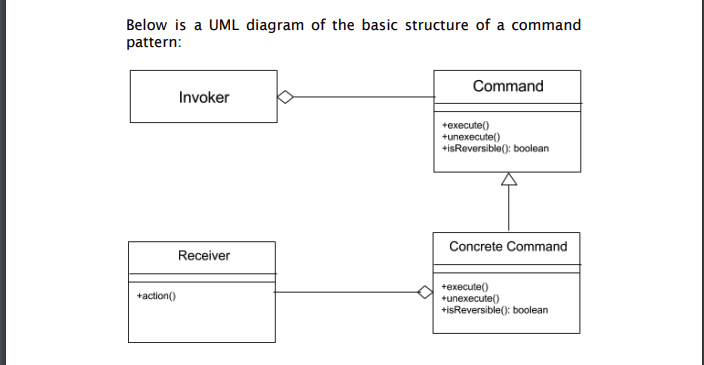 Below is a UML diagram of the basic structure of a command
pattern:
Invoker
Command
+execute()
+unexecute()
+isReversible(): boolean
Receiver
+action()
Concrete Command
+execute()
+unexecute()
+isReversible(): boolean